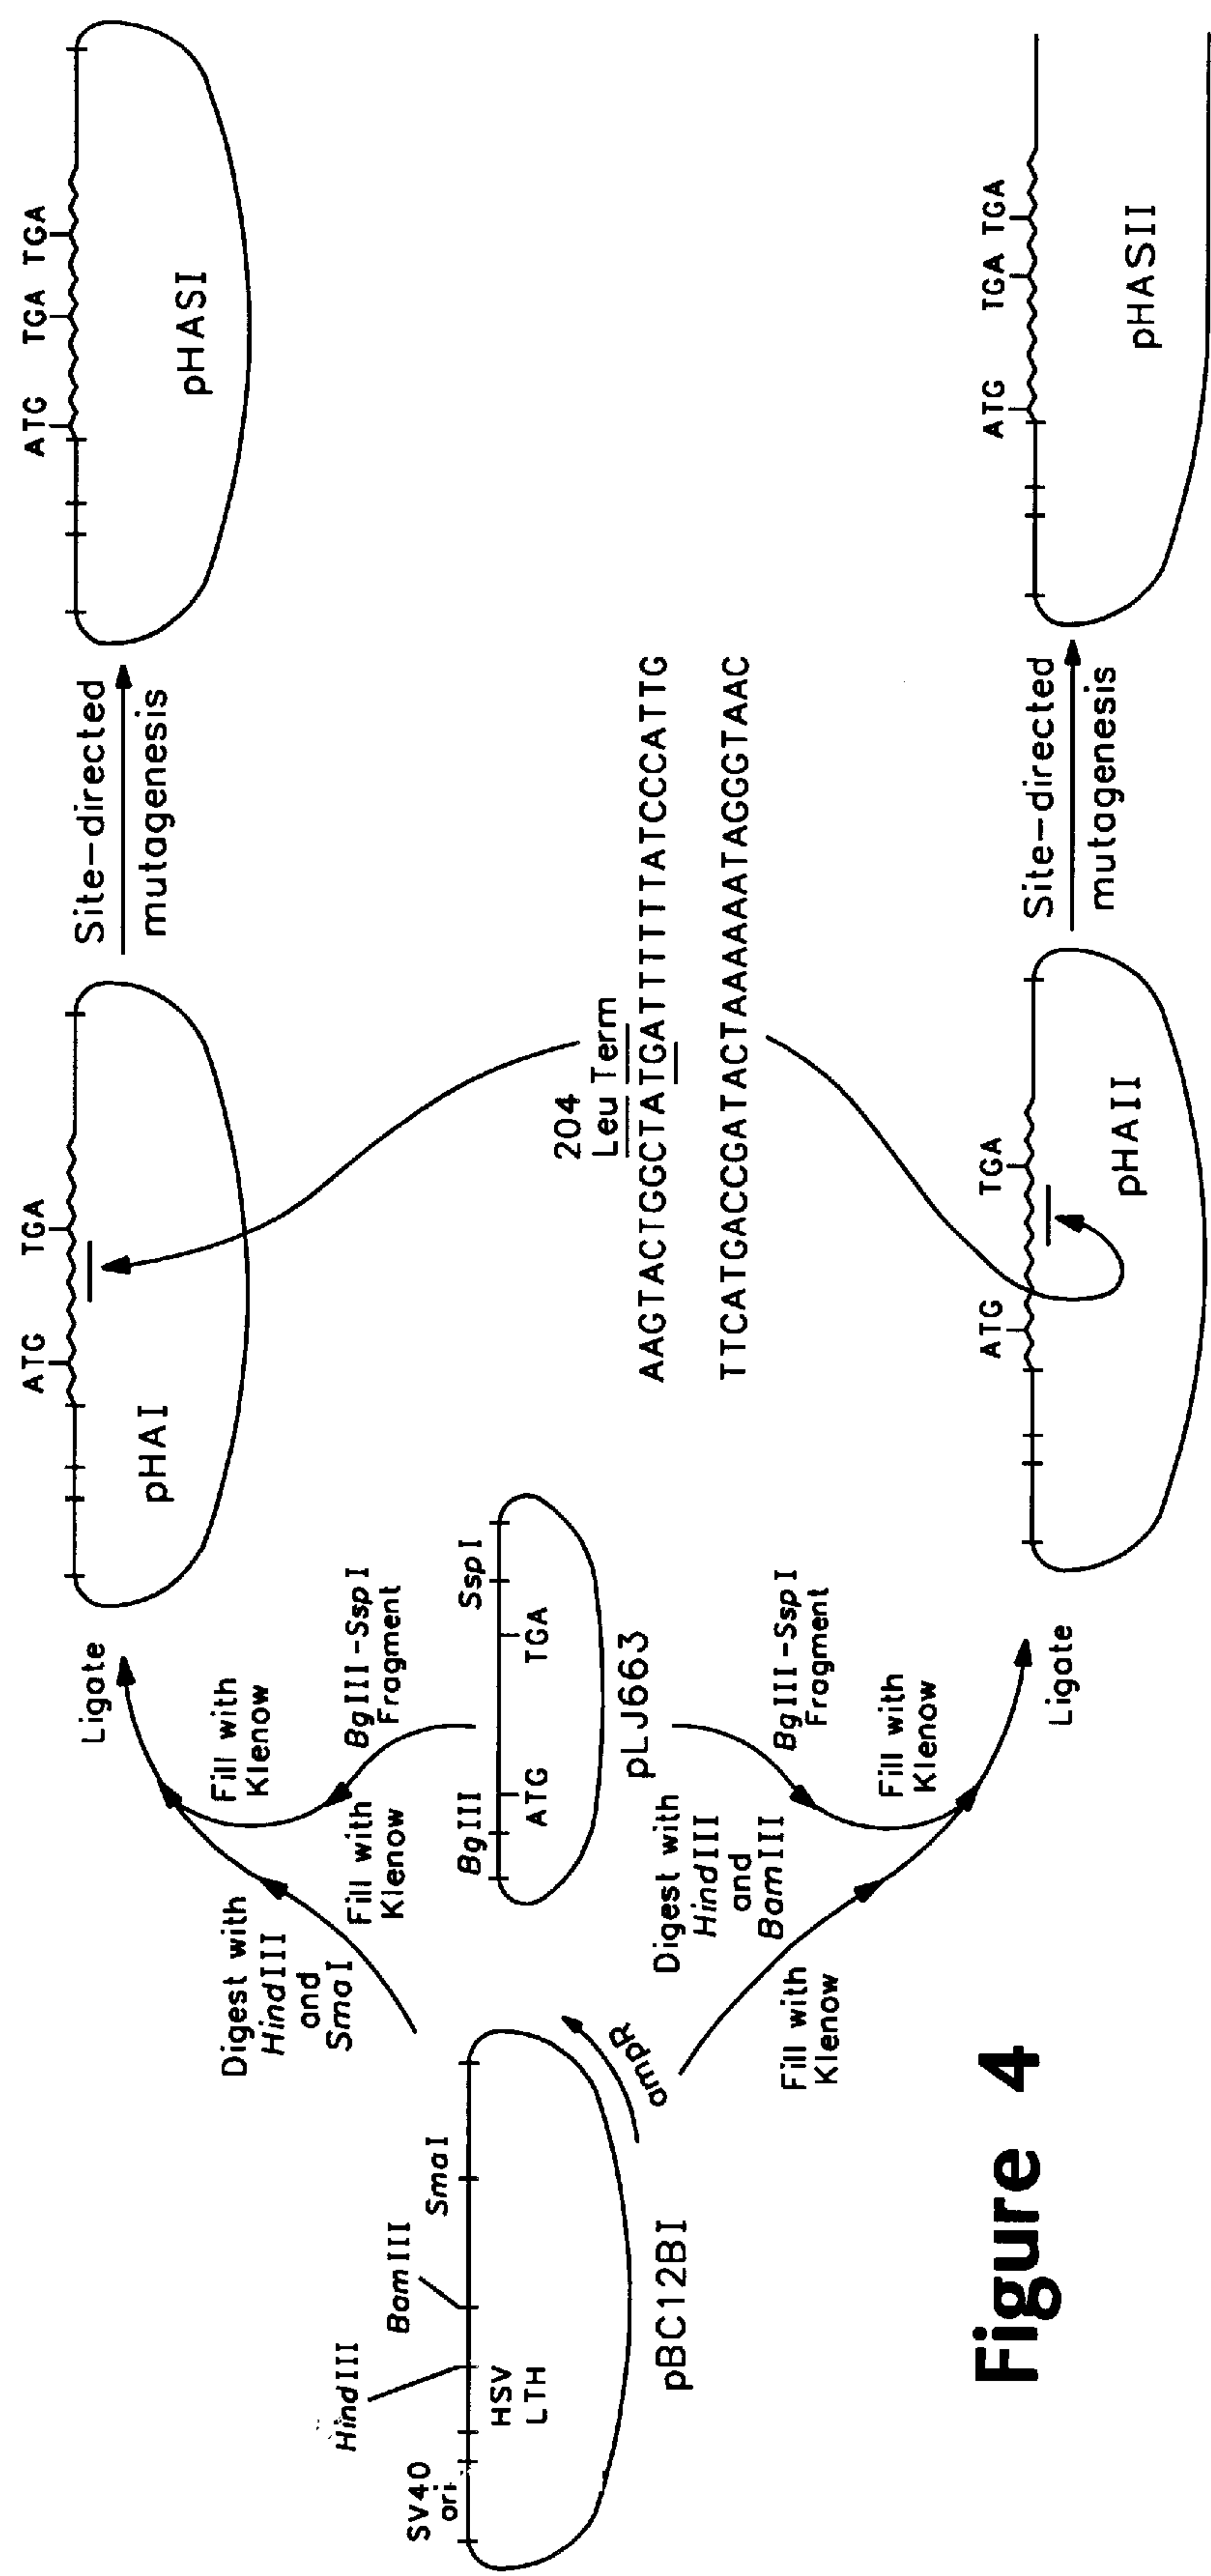 SV40
ori
HindIII
BamIII
SmaI
HSV
LTH
ampR
pBC12BI
Digest with
HindIII
and
SmaI
Fill with
Klenow
BgIII-SspI
Fragment
Fill with
Klenow
Ligate
BgIII
SspI
ATG
TGA
pLJ663
Digest with
HindIII
and
BamIII
Fill with
Klenow
BgIII-SspI
Fragment
Fill with
Klenow
Ligate
ATG
TGA
pHAI
204
Leu Term
AAGTACTGGCTATGATTTTTATCCCATTG
TTCATGACCGATACTAAAAATAGGGTAAC
ATG
TGA
pHAII
Site-directed
mutagenesis
Site-directed
mutagenesis
ATG TGA TGA
pHASI
ATG TGA TGA
pHASII
Figure 4